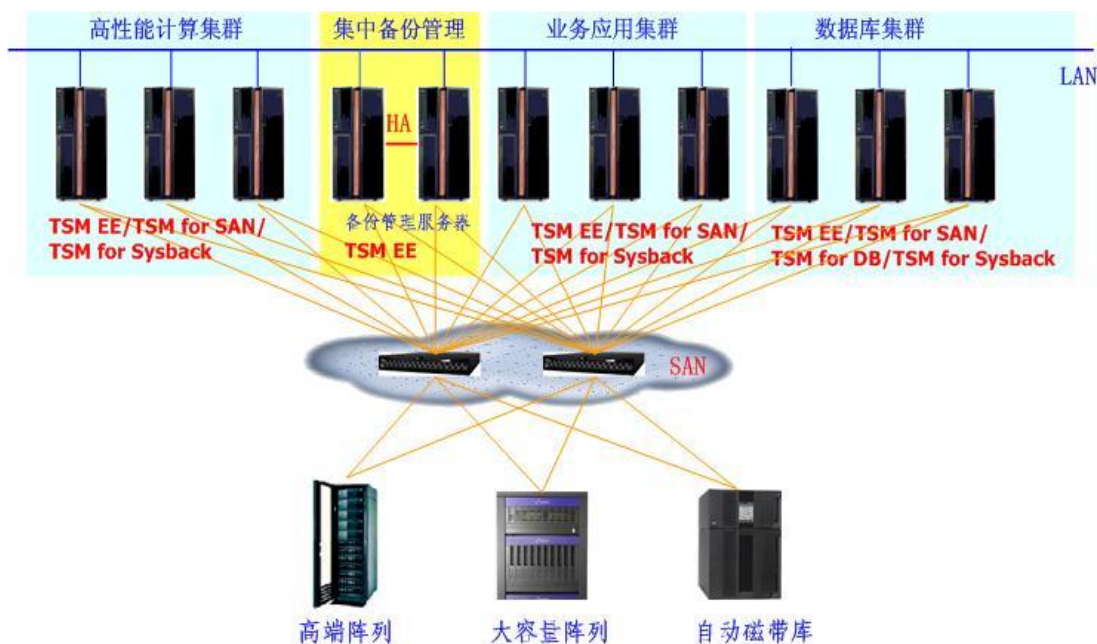 高性能计算集群
集中备份管理
业务应用集群
数据库集群
LAN
HA
备份管理服务器
TSM EE/TSM for SAN/
TSM for Sysback
TSM EE
TSM EE/TSM for SAN/
TSM for Sysback
TSM EE/TSM for SAN/
TSM for DB/TSM for Sysback
SAN
高端阵列
大容量阵列
自动磁带库